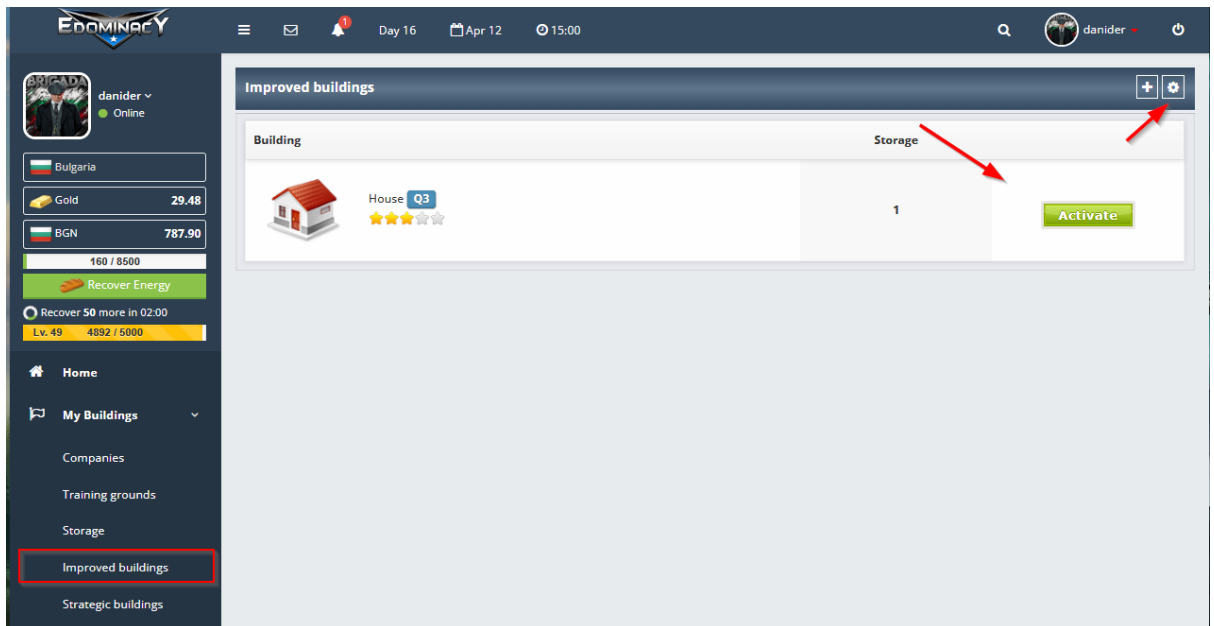 EDOMINACY
1
Day 16
Apr 12
15:00
danider
BRIGADA
danider
Online
Bulgaria
Gold 29.48
BGN 787.90
160 / 8500
Recover Energy
Recover 50 more in 02:00
Lv. 49 4892 / 5000
Home
My Buildings
Companies
Training grounds
Storage
Improved buildings
Strategic buildings
Improved buildings
Building Storage
House Q3
1
Activate